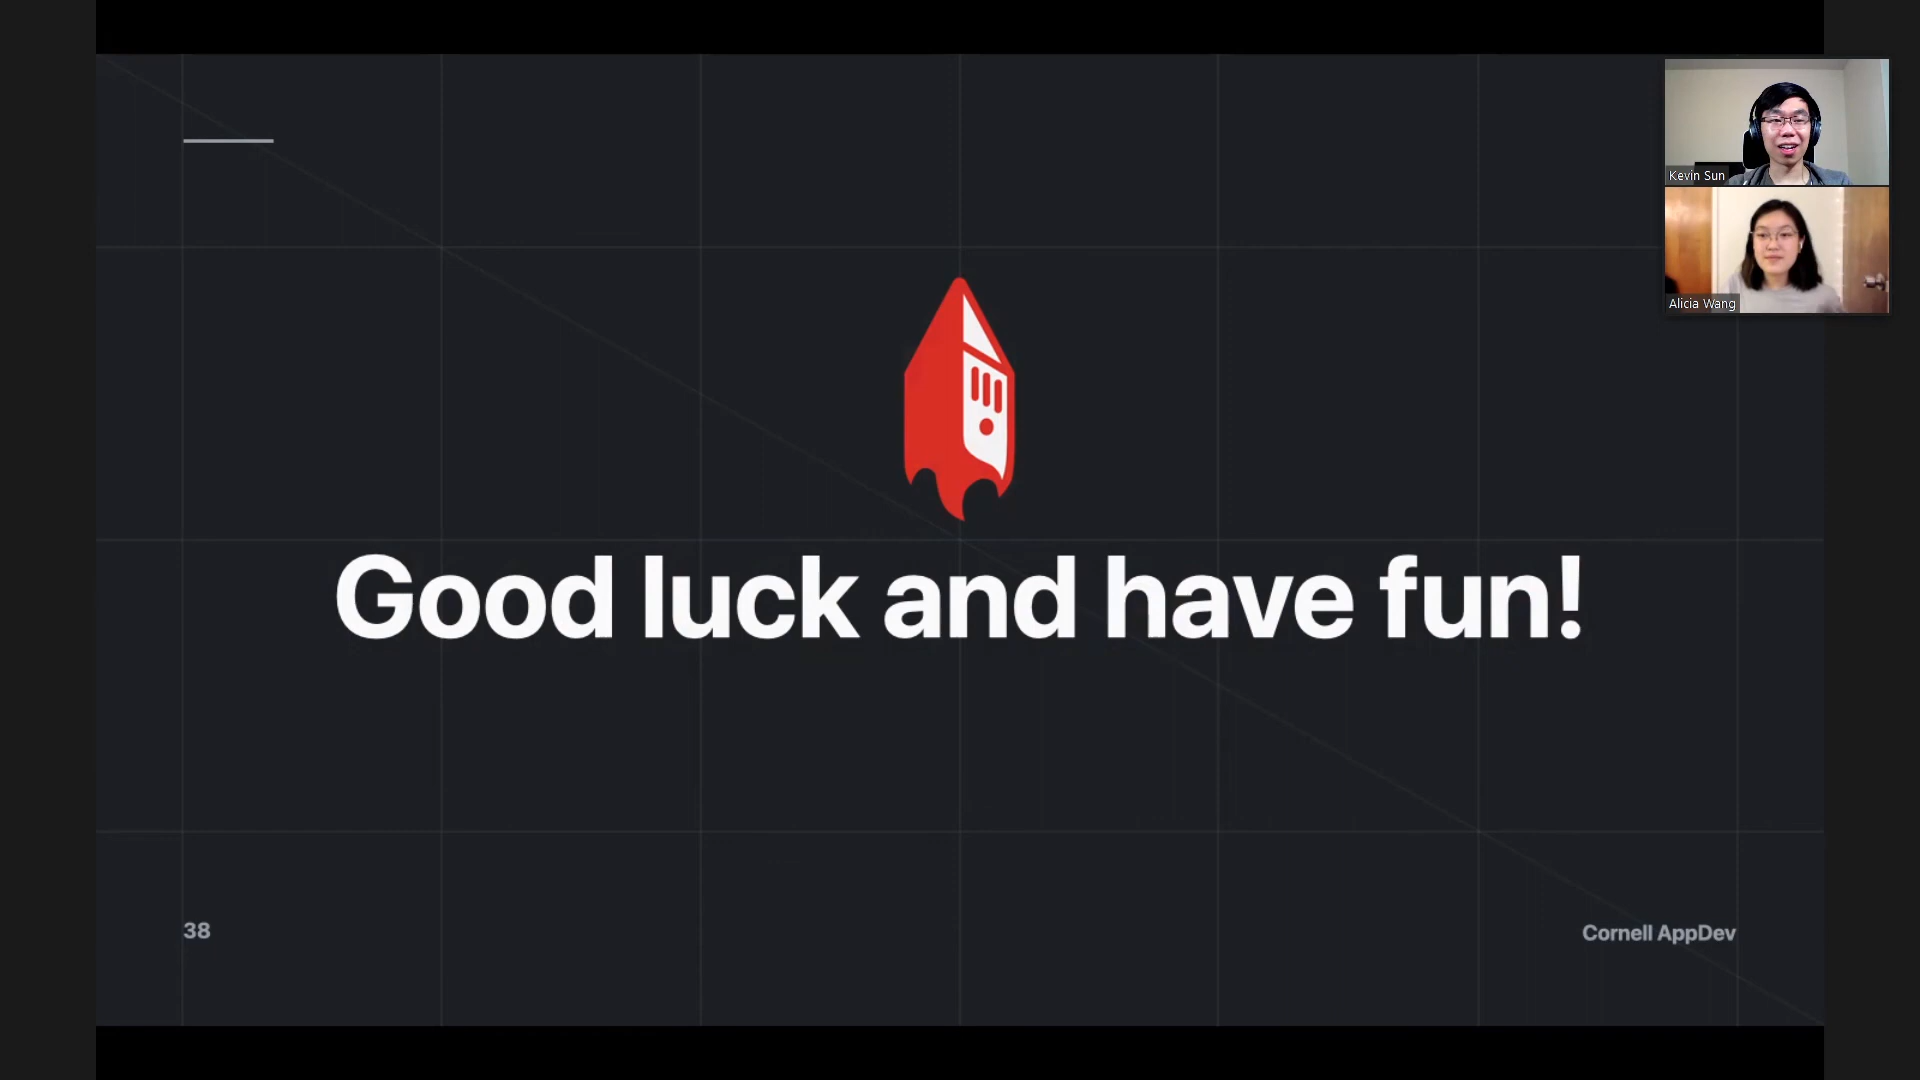 Kevin Sun
Alicia Wang
Good luck and have fun!
38
Cornell AppDev